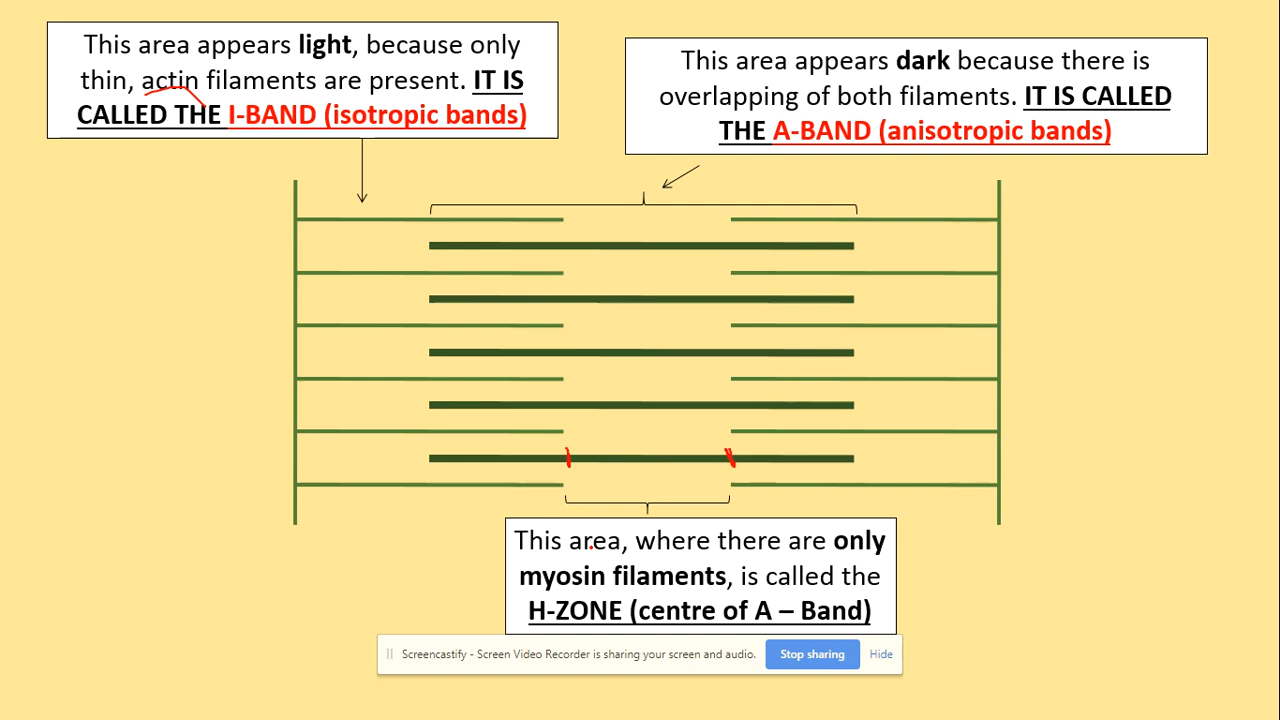 This area appears light, because only
thin, actin filaments are present. IT IS
CALLED THE I-BAND (isotropic bands)
This area appears dark because there is
overlapping of both filaments. IT IS CALLED
THE A-BAND (anisotropic bands)
This area, where there are only
myosin filaments, is called the
H-ZONE (centre of A – Band)
Screencastify - Screen Video Recorder is sharing your screen and audio. Stop sharing Hide